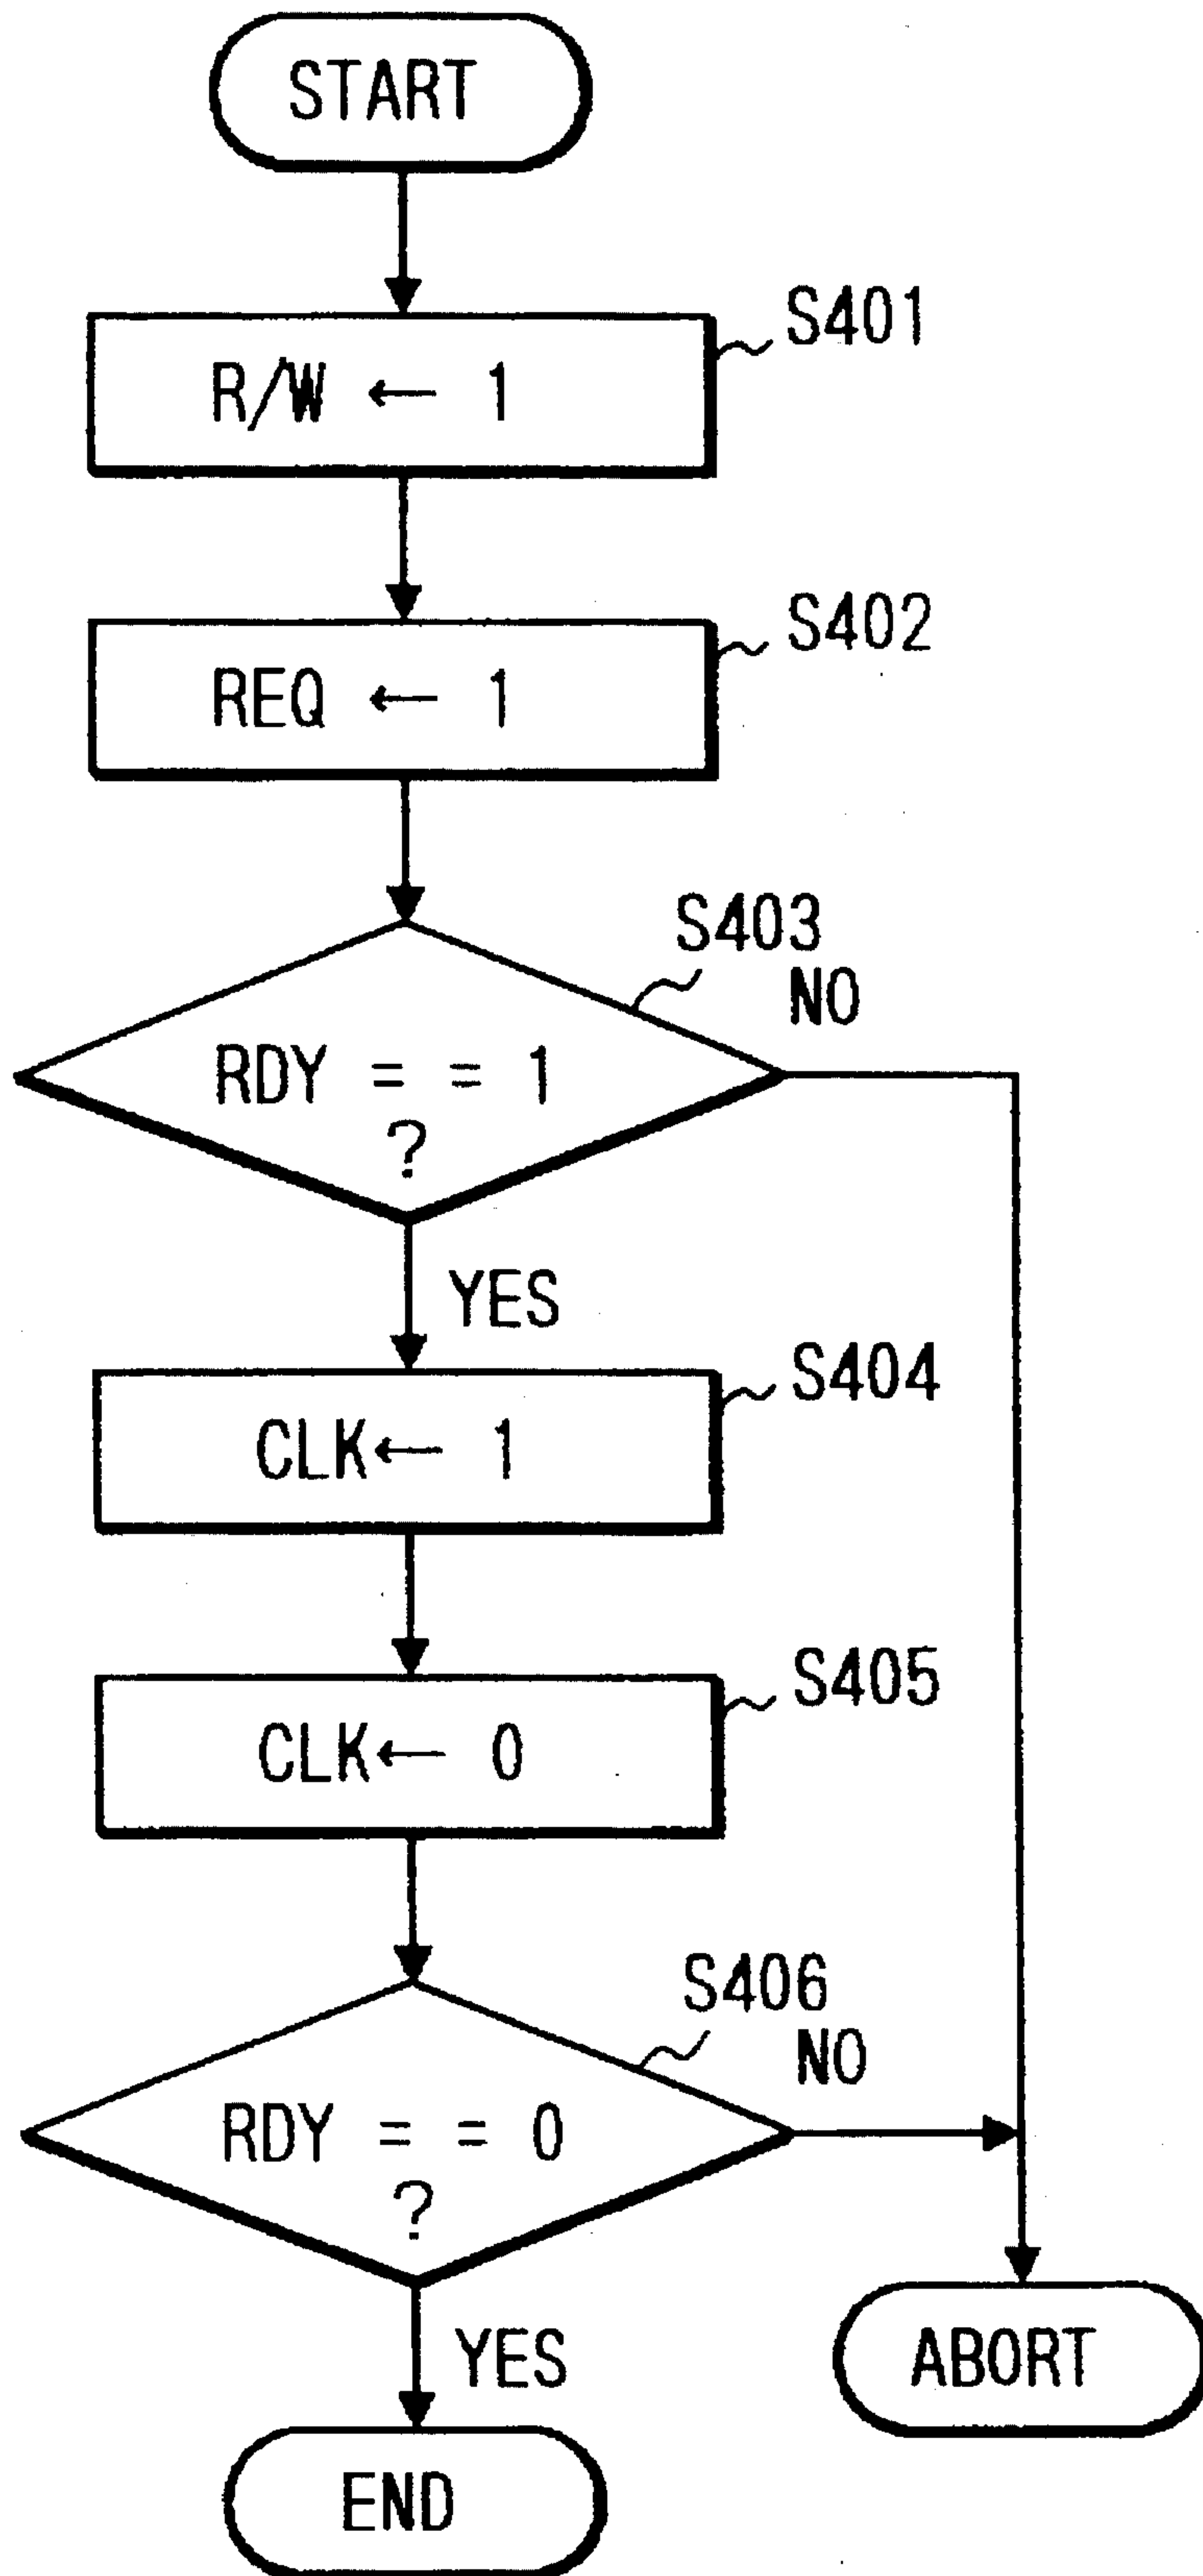 START
S401
R/W ← 1
S402
REQ ← 1
S403
NO
RDY = = 1
?
YES
S404
CLK ← 1
S405
CLK ← 0
S406
NO
RDY = = 0
?
YES
ABORT
END